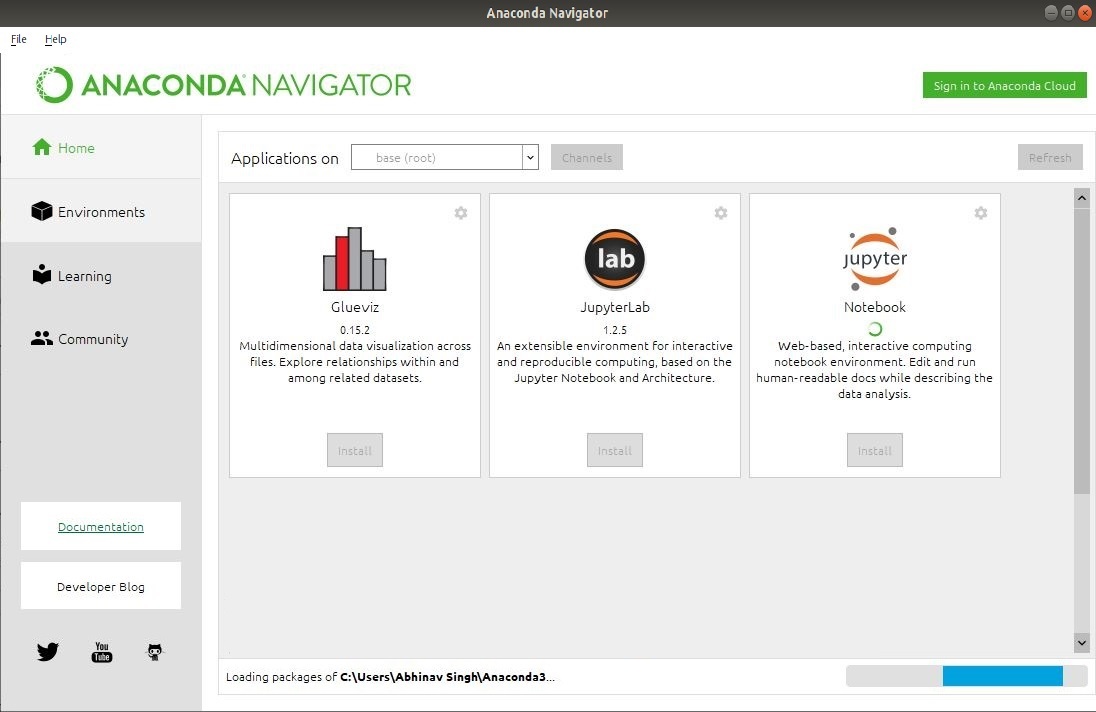 Anaconda Navigator
File Help
ANACONDA NAVIGATOR
Sign in to Anaconda Cloud
Home
Environments
Learning
Community
Documentation
Developer Blog
You
Tube
Applications on base (root) Channels Refresh
Glueviz
0.15.2
Multidimensional data visualization across
files. Explore relationships within and
among related datasets.
Install
lab
JupyterLab
1.2.5
An extensible environment for interactive
and reproducible computing, based on the
Jupyter Notebook and Architecture.
Install
jupyter
Notebook
Web-based, interactive computing
notebook environment. Edit and run
human-readable docs while describing the
data analysis.
Install
Loading packages of C:\Users\Abhinav Singh\Anaconda3...